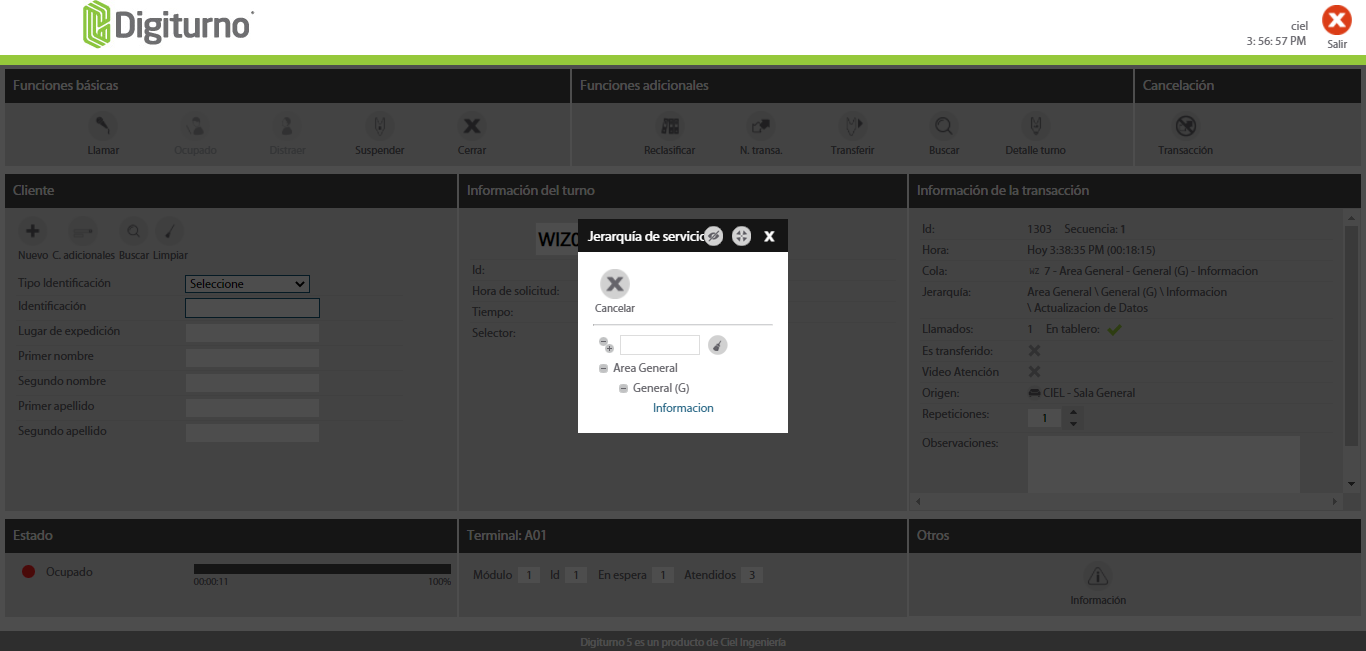 Digiturno
ciel
3: 56: 57 PM
Salir
Funciones básicas
Funciones adicionales
Cancelación
Llamar
Ocupado
Distraer
Suspender
Cerrar
Reclasificar
N. transa.
Transferir
Buscar
Detalle turno
Transacción
Cliente
Información del turno
Información de la transacción
Nuevo C. adicionales Buscar Limpiar
Tipo Identificación Seleccione
Identificación
Lugar de expedición
Primer nombre
Segundo nombre
Primer apellido
Segundo apellido
Id:
Hora de solicitud:
Tiempo:
Selector:
Jerarquía de servicio
Cancelar
Area General
General (G)
Informacion
Id: 1303 Secuencia: 1
Hora: Hoy 3:38:35 PM (00:18:15)
Cola: WZ 7 - Area General - General (G) - Informacion
Jerarquía: Area General \ General (G) \ Informacion
\ Actualizacion de Datos
Llamados: 1 En tablero:
Es transferido:
Video Atención
Origen: CIEL - Sala General
Repeticiones: 1
Observaciones:
Estado
Terminal: A01
Otros
Ocupado
00:00:11 100%
Módulo 1 Id 1 En espera 1 Atendidos 3
Información
Digiturno 5 es un producto de Ciel Ingeniería